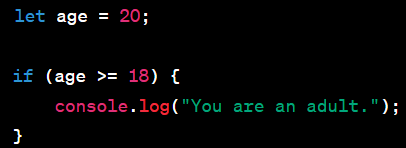 let age = 20;

if (age >= 18) {
    console.log("You are an adult.");
}